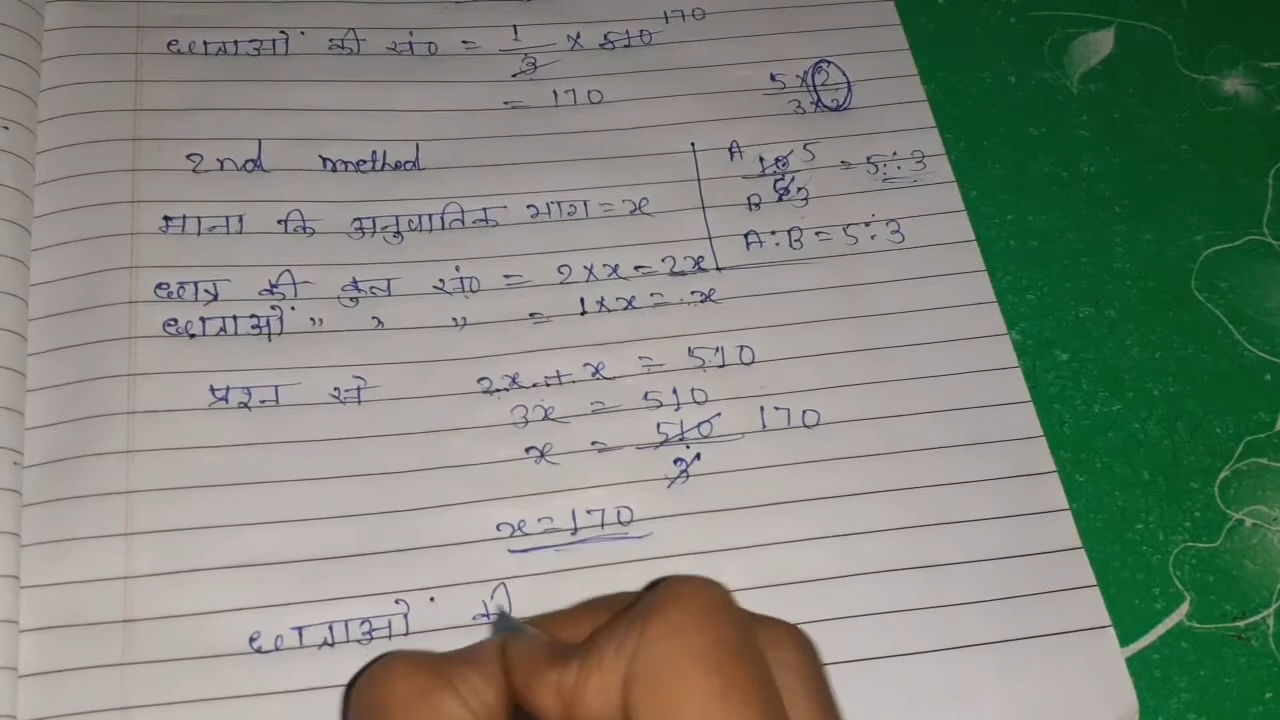 छात्राओं की सं० = 1/3 × 510 170
= 170
5×2
3×2
2nd method
A 10 5 = 5:3
B 6 3
A:B = 5:3
माना कि अनुपातिक भाग = x
छात्र की कुल सं० = 2×x = 2x
छात्राओं " " " = 1×x = x
प्रश्न से 2x + x = 510
3x = 510
x = 510/3 170
x = 170
छात्राओं की